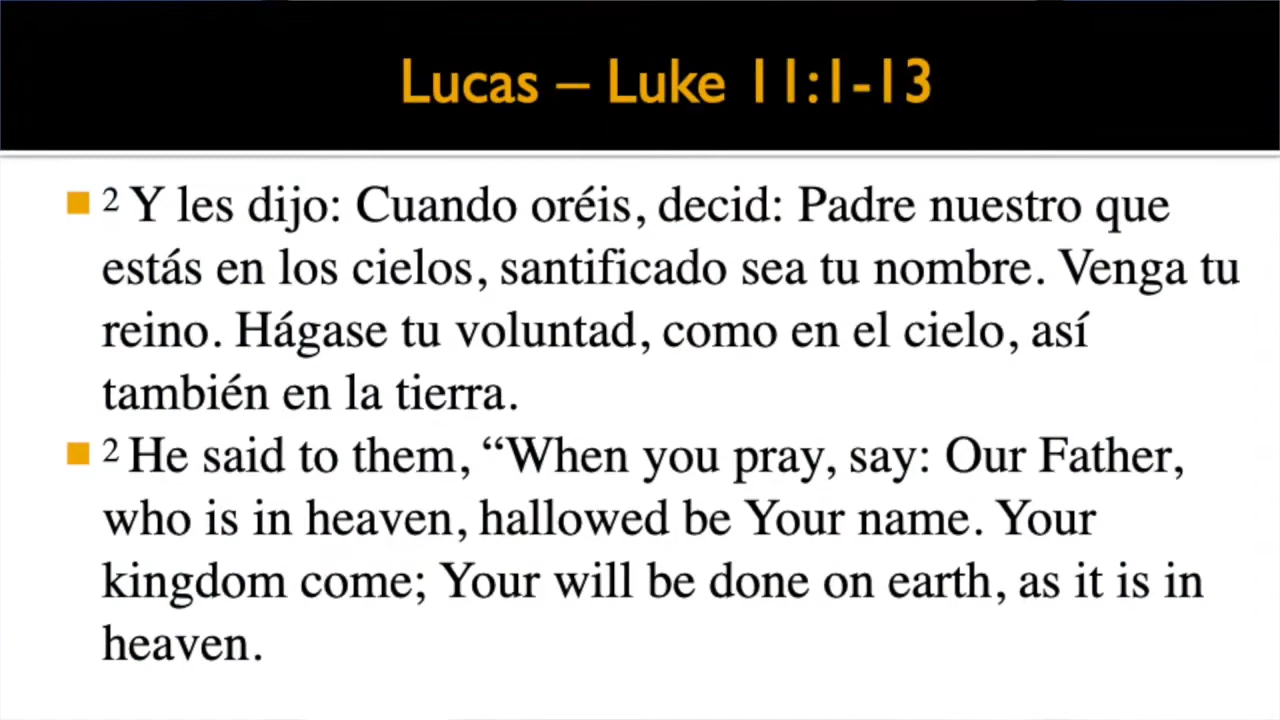 Lucas – Luke 11:1-13
² Y les dijo: Cuando oréis, decid: Padre nuestro que
estás en los cielos, santificado sea tu nombre. Venga tu
reino. Hágase tu voluntad, como en el cielo, así
también en la tierra.
² He said to them, “When you pray, say: Our Father,
who is in heaven, hallowed be Your name. Your
kingdom come; Your will be done on earth, as it is in
heaven.